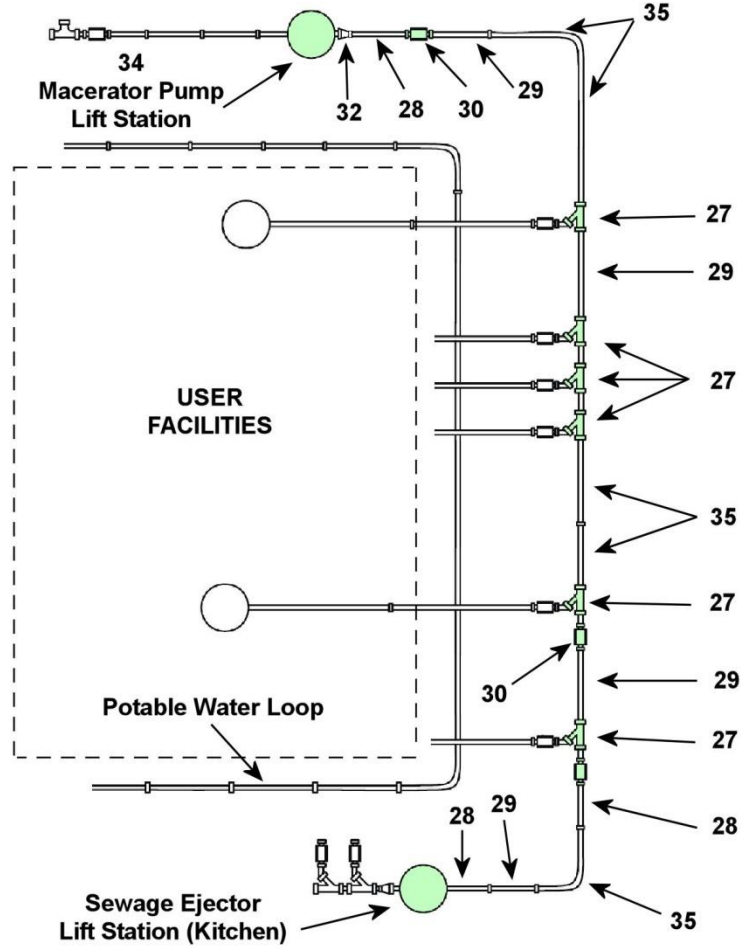 35
34
Macerator Pump
Lift Station
32
28
30
29
27
29
USER
FACILITIES
27
35
27
30
29
Potable Water Loop
27
28
28
29
Sewage Ejector
Lift Station (Kitchen)
35